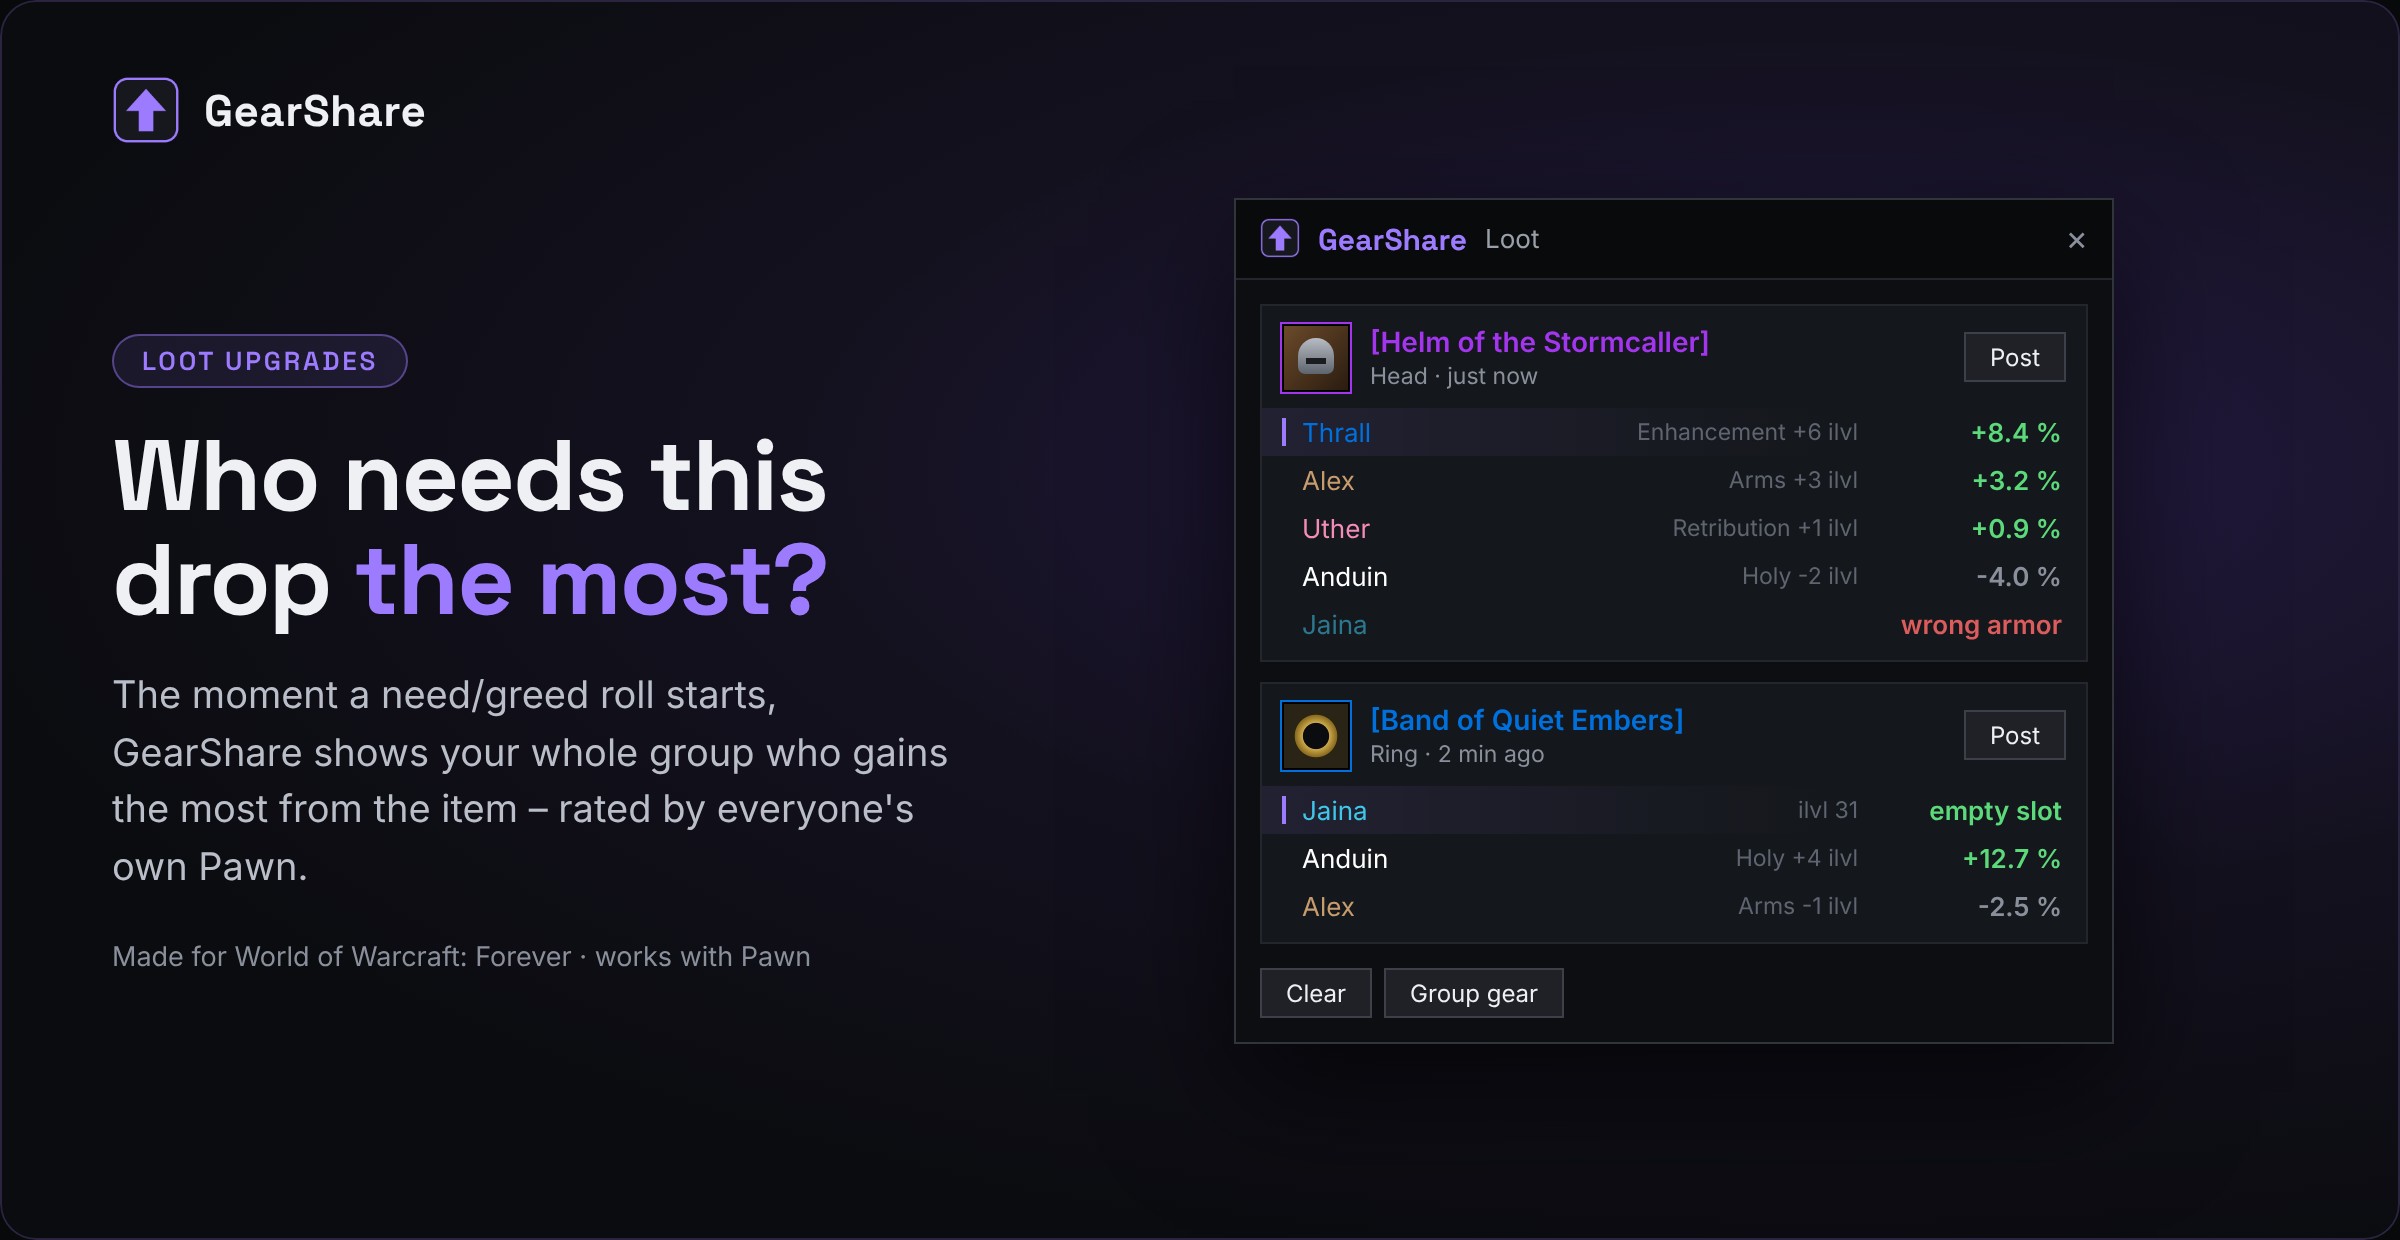 GearShare
LOOT UPGRADES
Who needs this
drop the most?
The moment a need/greed roll starts,
GearShare shows your whole group who gains
the most from the item – rated by everyone's
own Pawn.
Made for World of Warcraft: Forever · works with Pawn
GearShare Loot ×
[Helm of the Stormcaller]
Head · just now
Post
Thrall Enhancement +6 ilvl +8.4 %
Alex Arms +3 ilvl +3.2 %
Uther Retribution +1 ilvl +0.9 %
Anduin Holy -2 ilvl -4.0 %
Jaina wrong armor
[Band of Quiet Embers]
Ring · 2 min ago
Post
Jaina ilvl 31 empty slot
Anduin Holy +4 ilvl +12.7 %
Alex Arms -1 ilvl -2.5 %
Clear Group gear